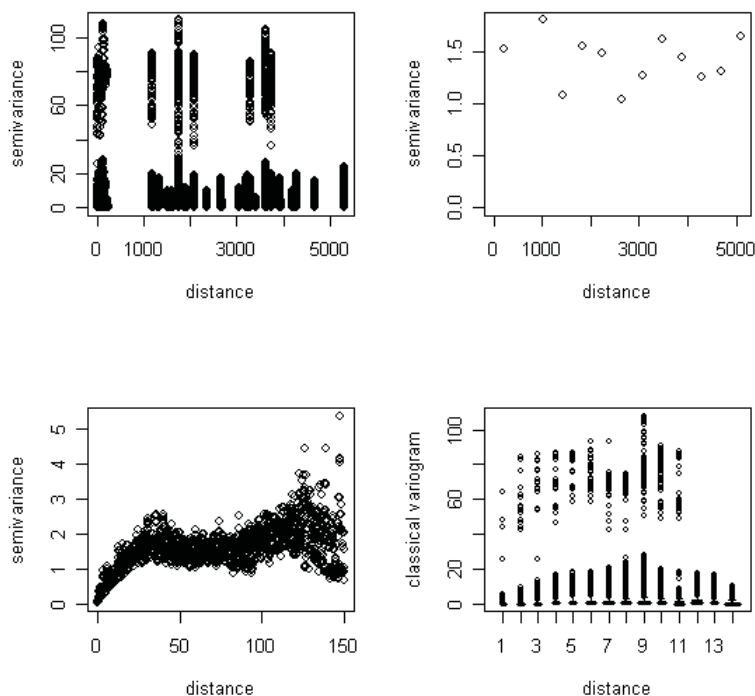 semivariance
0 20 60 100
0 1000 3000 5000
distance
semivariance
0.0 0.5 1.0 1.5
0 1000 3000 5000
distance
semivariance
0 1 2 3 4 5
0 50 100 150
distance
classical variogram
0 20 60 100
1 3 5 7 9 11 13
distance